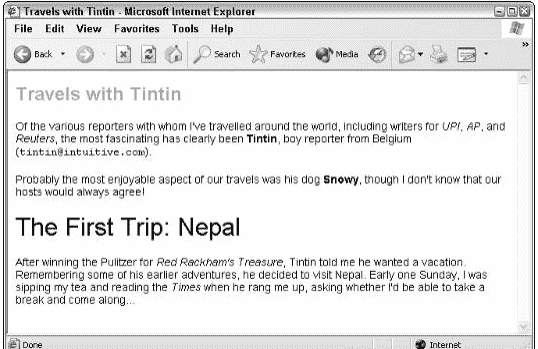 Travels with Tintin - Microsoft Internet Explorer
File Edit View Favorites Tools Help
Back Search Favorites Media
Travels with Tintin
Of the various reporters with whom I've travelled around the world, including writers for UPI, AP, and
Reuters, the most fascinating has clearly been Tintin, boy reporter from Belgium
(tintin@intuitive.com).
Probably the most enjoyable aspect of our travels was his dog Snowy, though I don't know that our
hosts would always agree!
The First Trip: Nepal
After winning the Pulitzer for Red Rackham's Treasure, Tintin told me he wanted a vacation.
Remembering some of his earlier adventures, he decided to visit Nepal. Early one Sunday, I was
sipping my tea and reading the Times when he rang me up, asking whether I'd be able to take a
break and come along...
Done Internet